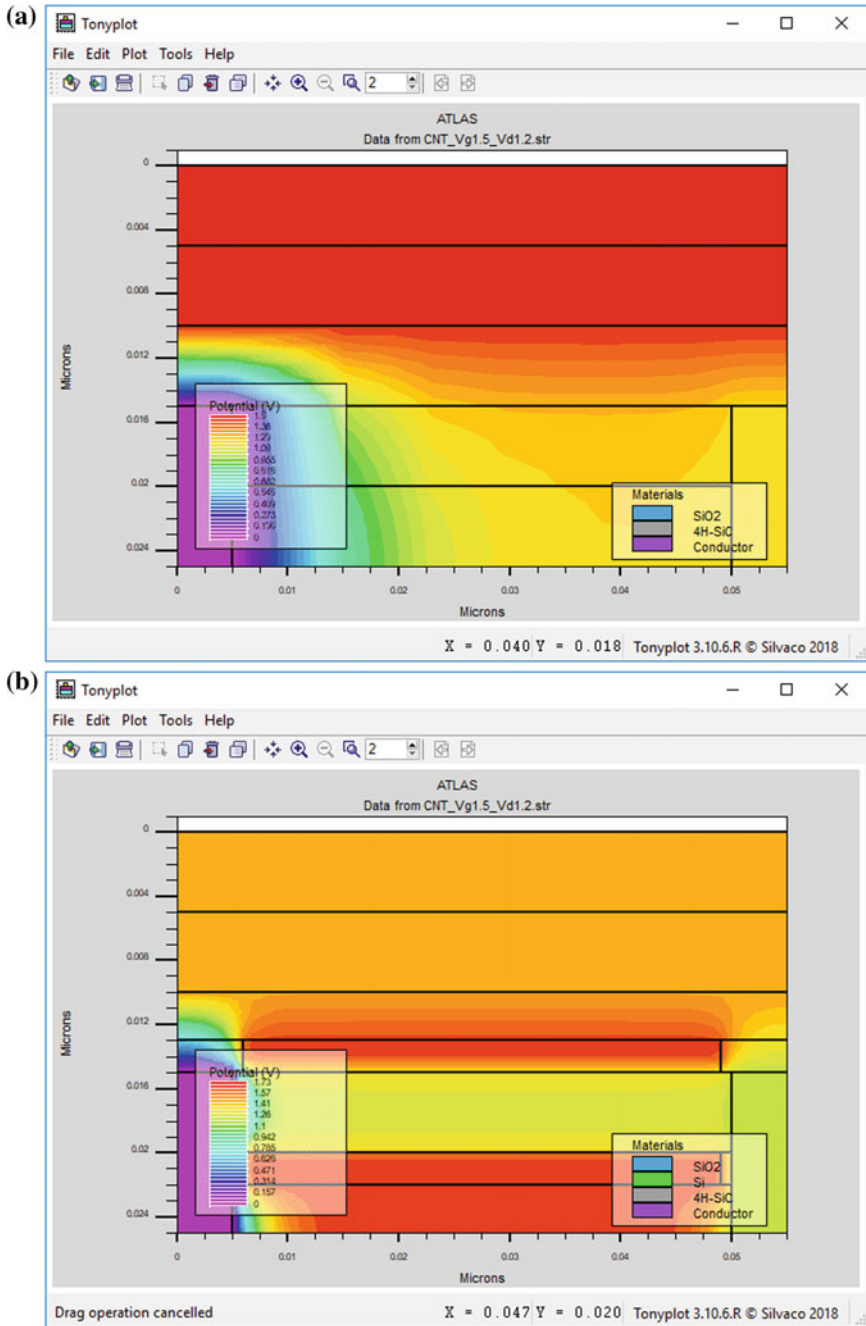 (a)
Tonyplot
File Edit Plot Tools Help
2
ATLAS
Data from CNT_Vg1.5_Vd1.2.str
0
0.004
0.008
0.012
0.016
0.02
0.024
Microns
Potential (V)
0.273
0
Materials
SiO2
4H-SiC
Conductor
0
0.01
0.02
0.03
0.04
0.05
Microns
X = 0.040 Y = 0.018 Tonyplot 3.10.6.R © Silvaco 2018
(b)
Tonyplot
File Edit Plot Tools Help
2
ATLAS
Data from CNT_Vg1.5_Vd1.2.str
0
0.004
0.008
0.012
0.016
0.02
0.024
Microns
Potential (V)
1.73
1.57
1.41
1.26
1.1
0.942
0.785
0.628
0.471
0.314
0.157
0
Materials
SiO2
Si
4H-SiC
Conductor
0
0.01
0.02
0.03
0.04
0.05
Microns
Drag operation cancelled X = 0.047 Y = 0.020 Tonyplot 3.10.6.R © Silvaco 2018